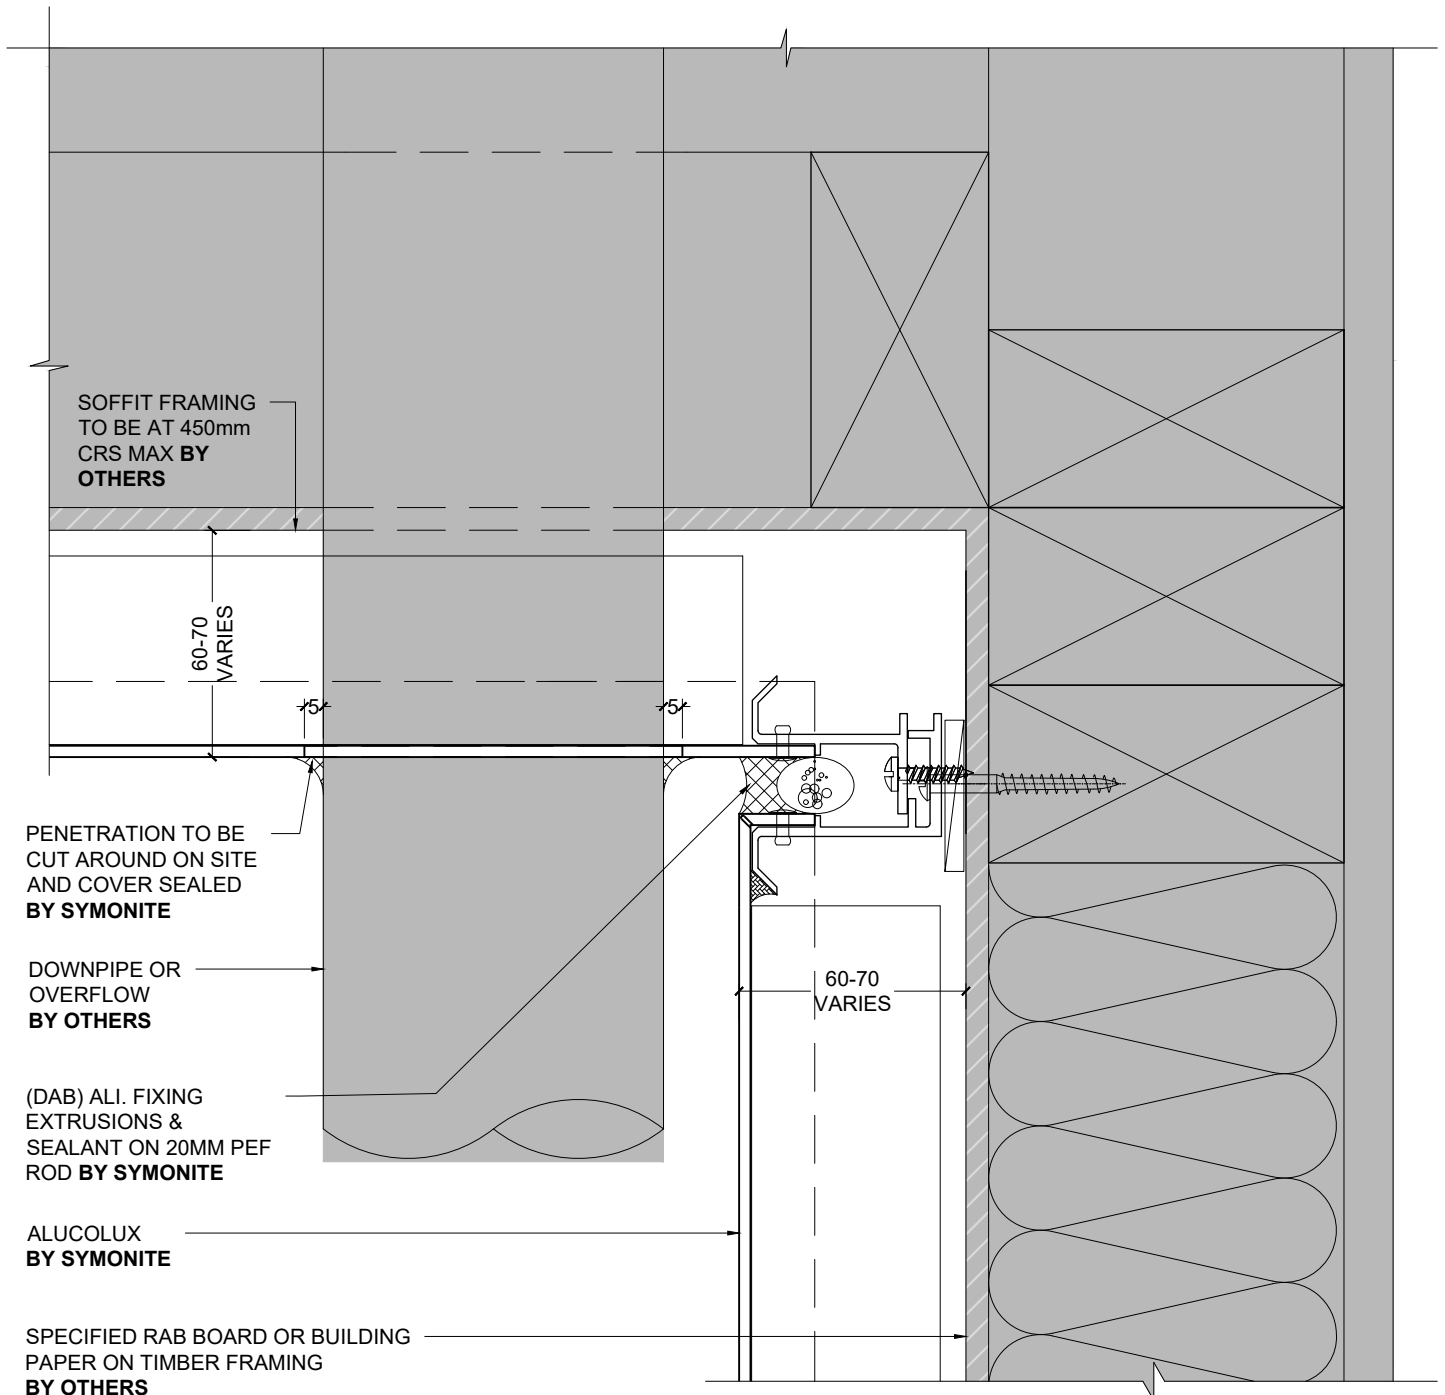 SOFFIT FRAMING
TO BE AT 450mm
CRS MAX BY
OTHERS
60-70
VARIES
5
5
PENETRATION TO BE
CUT AROUND ON SITE
AND COVER SEALED
BY SYMONITE
DOWNPIPE OR
OVERFLOW
BY OTHERS
60-70
VARIES
(DAB) ALI. FIXING
EXTRUSIONS &
SEALANT ON 20MM PEF
ROD BY SYMONITE
ALUCOLUX
BY SYMONITE
SPECIFIED RAB BOARD OR BUILDING
PAPER ON TIMBER FRAMING
BY OTHERS